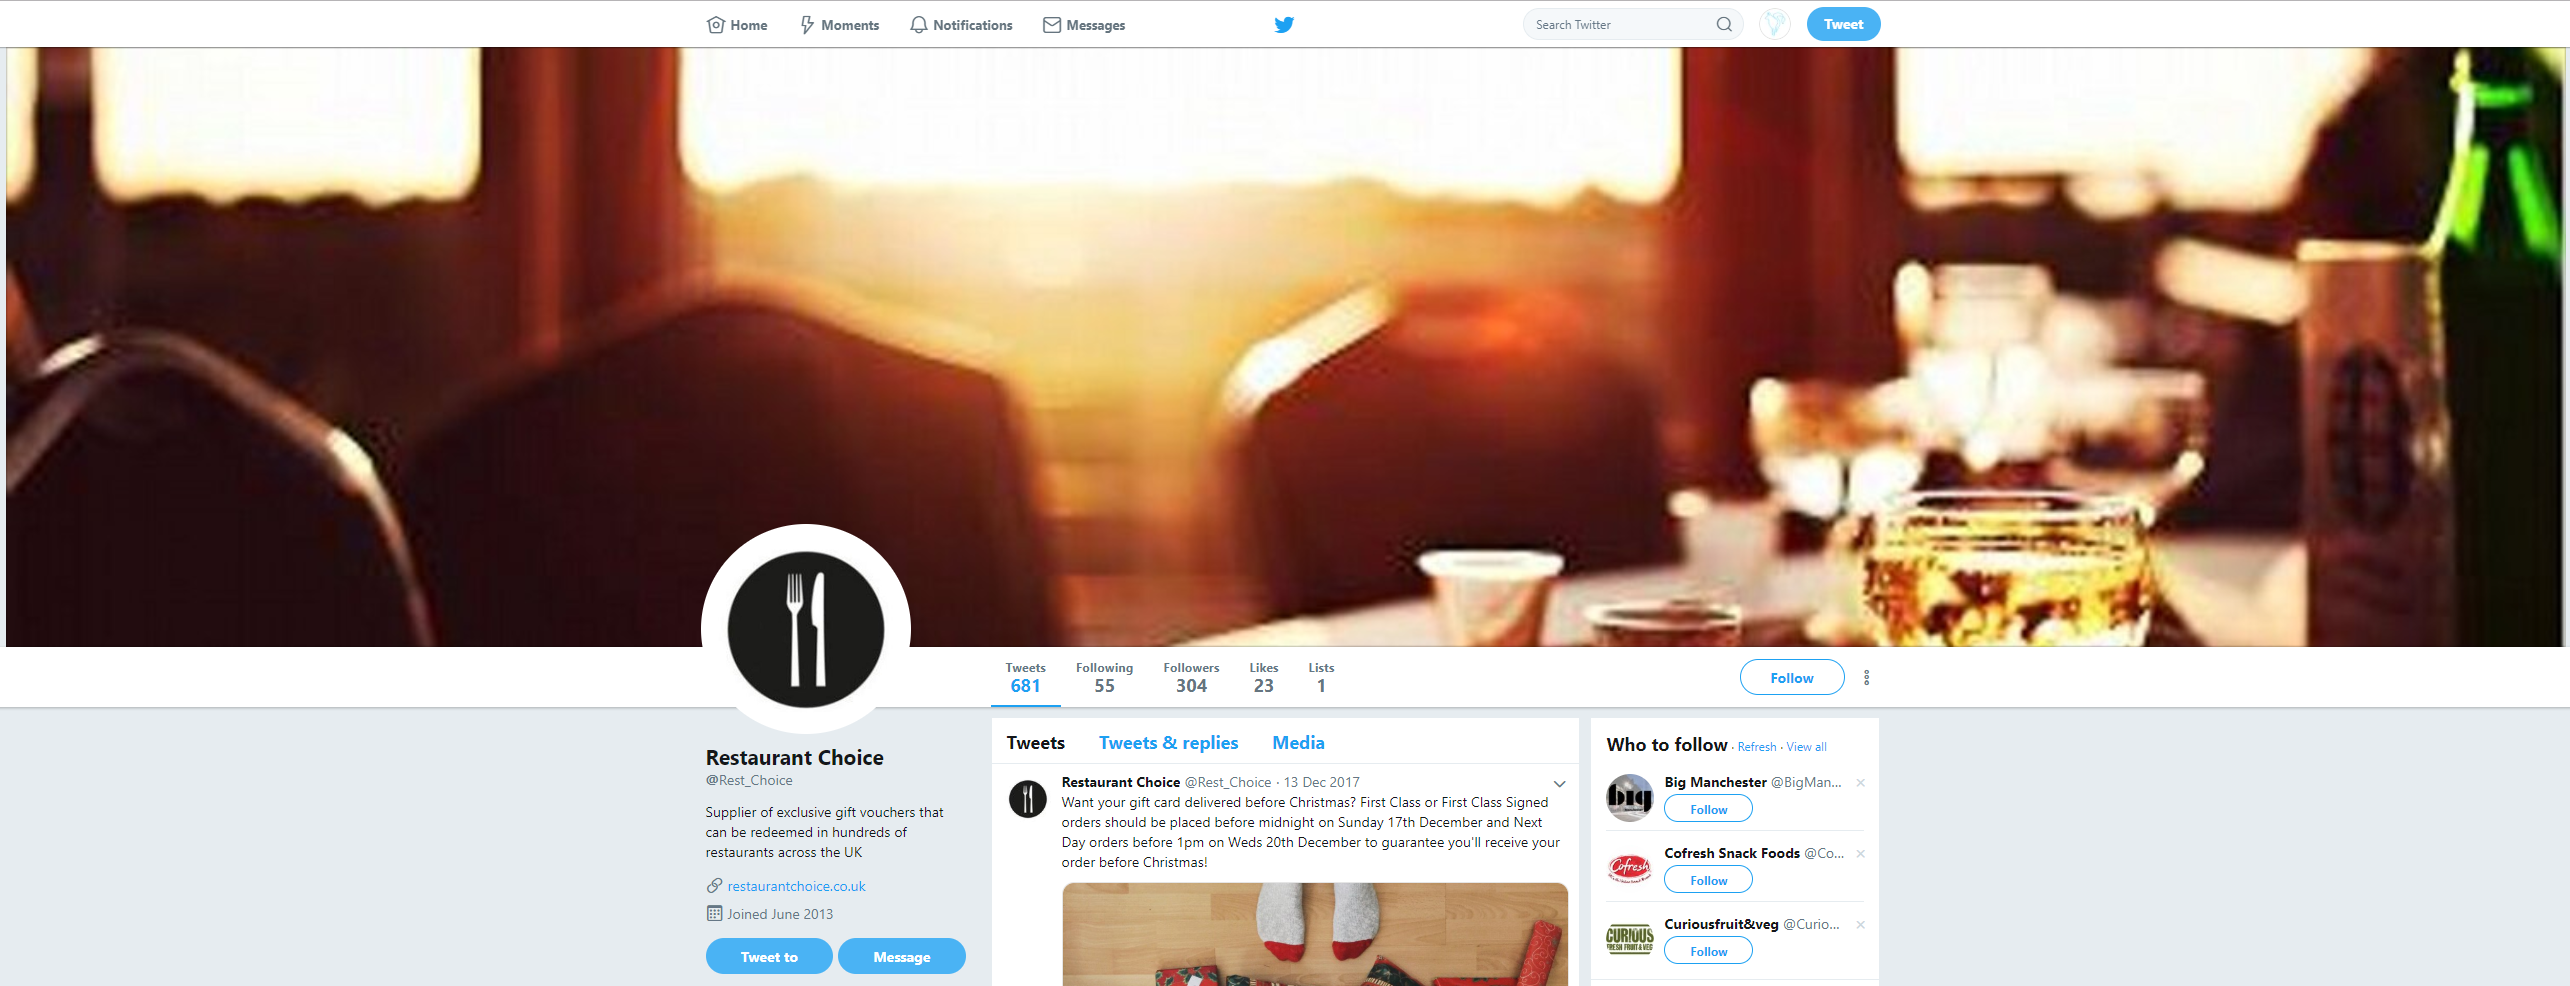 Home
Moments
Notifications
Messages
Search Twitter
Tweet
Tweets
681
Following
55
Followers
304
Likes
23
Lists
1
Follow
Restaurant Choice
@Rest_Choice
Supplier of exclusive gift vouchers that
can be redeemed in hundreds of
restaurants across the UK
restaurantchoice.co.uk
Joined June 2013
Tweet to
Message
Tweets
Tweets & replies
Media
Restaurant Choice @Rest_Choice · 13 Dec 2017
Want your gift card delivered before Christmas? First Class or First Class Signed
orders should be placed before midnight on Sunday 17th December and Next
Day orders before 1pm on Weds 20th December to guarantee you'll receive your
order before Christmas!
Who to follow · Refresh · View all
big
Big Manchester @BigMan...
Follow
Cofresh
Cofresh Snack Foods @Co...
Follow
CURIOUS
FRESH FRUIT & VEG
Curiousfruit&veg @Curio...
Follow